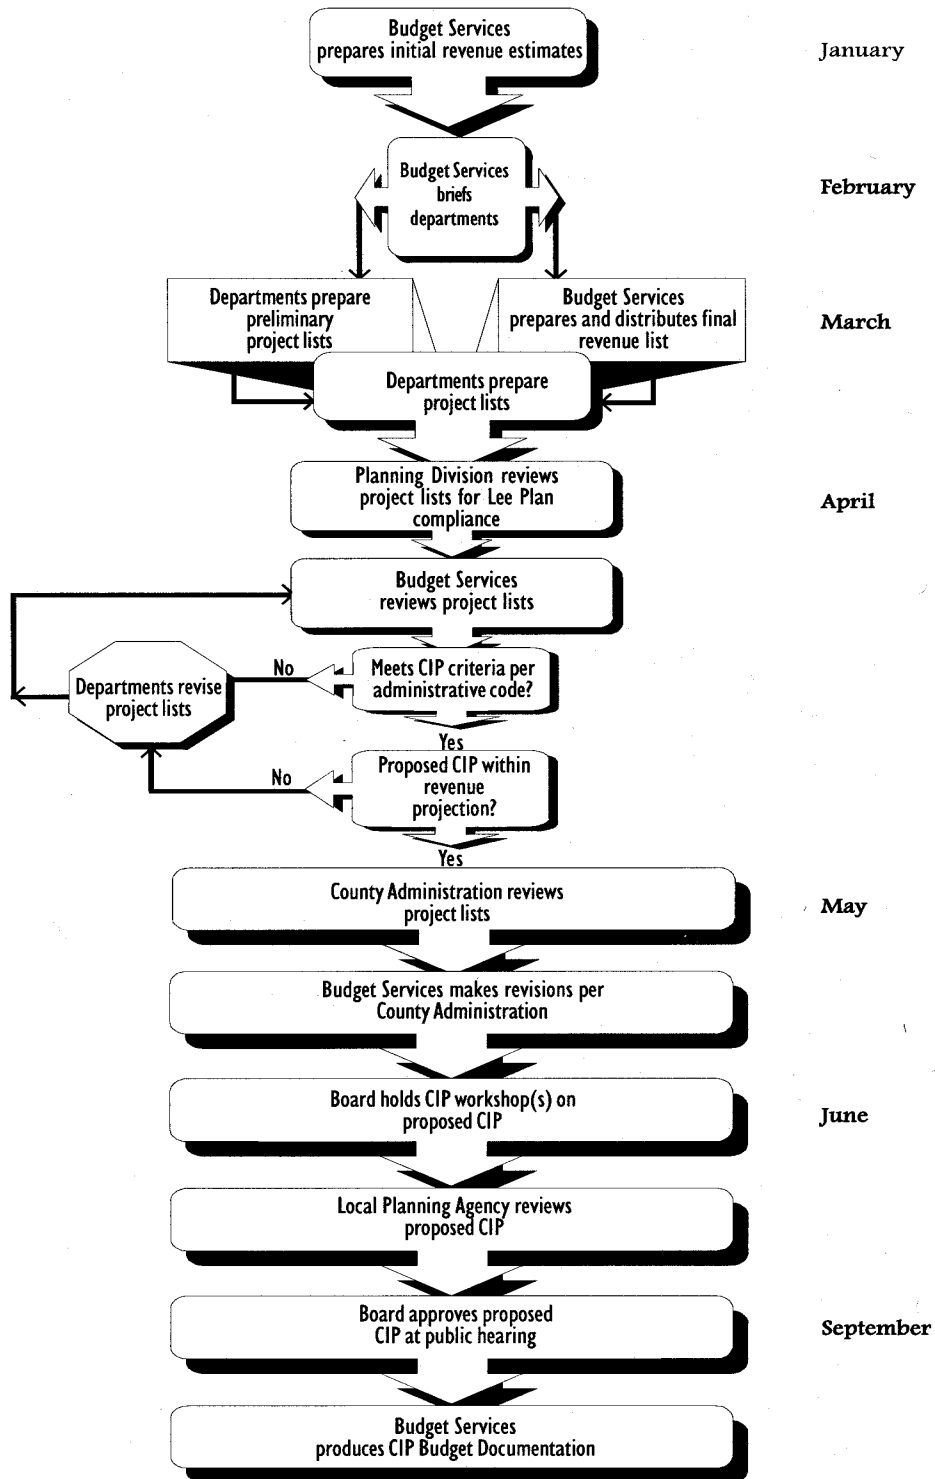 Budget Services
prepares initial revenue estimates
January
Budget Services
briefs
departments
February
Departments prepare
preliminary
project lists
Budget Services
prepares and distributes final
revenue list
March
Departments prepare
project lists
Planning Division reviews
project lists for Lee Plan
compliance
April
Budget Services
reviews project lists
No
Meets CIP criteria per
administrative code?
Departments revise
project lists
Yes
No
Proposed CIP within
revenue
projection?
Yes
County Administration reviews
project lists
May
Budget Services makes revisions per
County Administration
Board holds CIP workshop(s) on
proposed CIP
June
Local Planning Agency reviews
proposed CIP
Board approves proposed
CIP at public hearing
September
Budget Services
produces CIP Budget Documentation